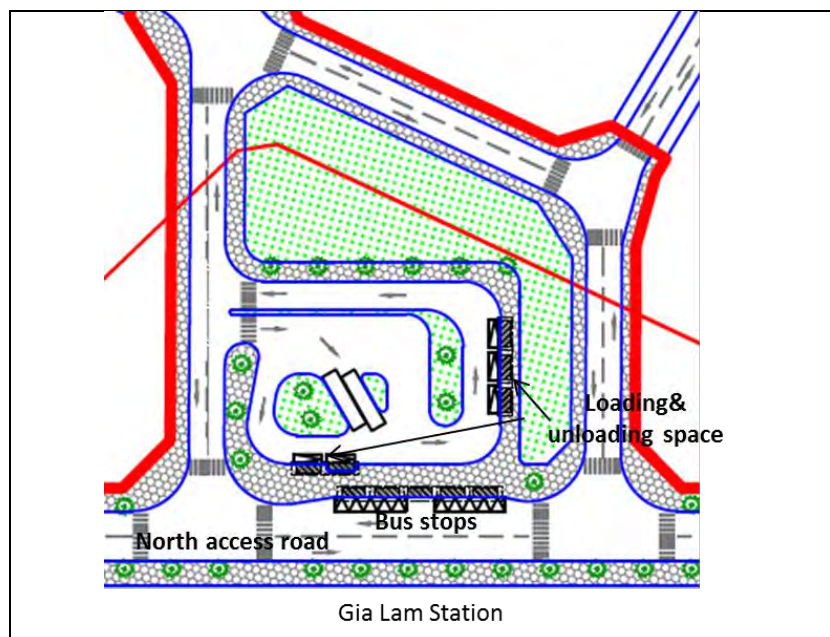 Loading&
unloading space
Bus stops
North access road
Gia Lam Station